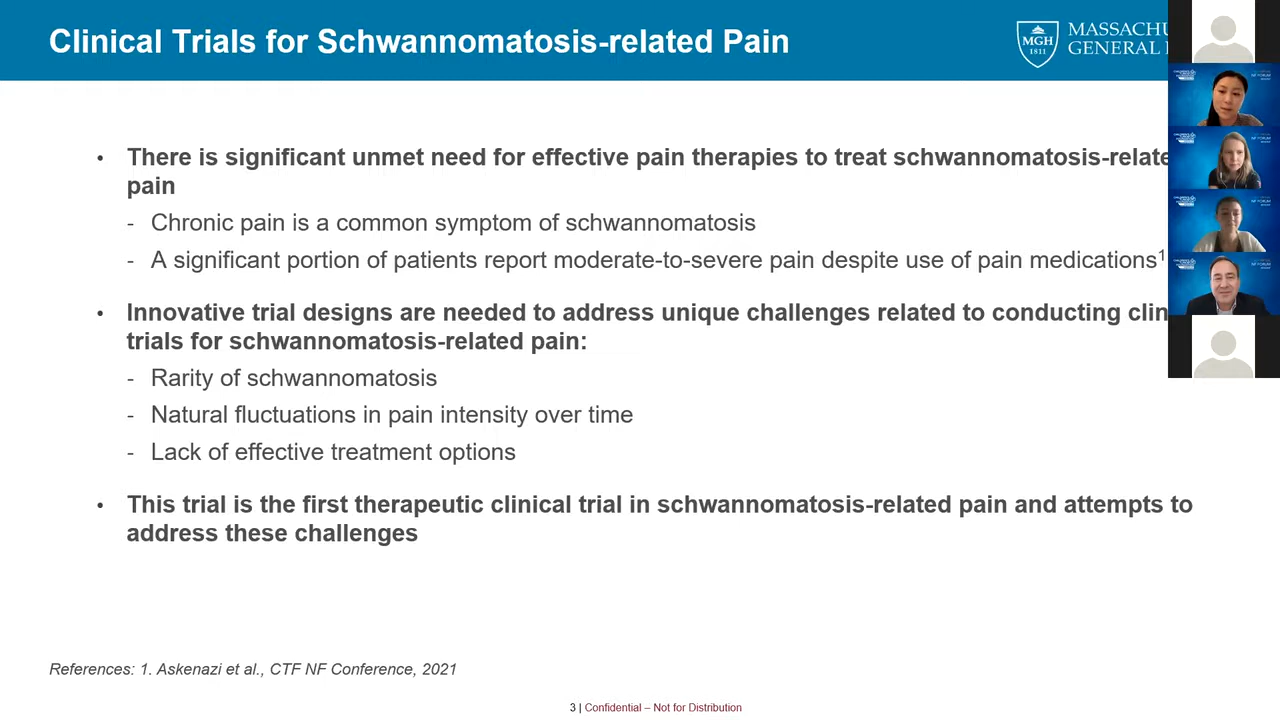 Clinical Trials for Schwannomatosis-related Pain
MGH
1811
GENERAL
• There is significant unmet need for effective pain therapies to treat
pain
- Chronic pain is a common symptom of schwannomatosis
- A significant portion of patients report moderate-to-severe pain despite use of pain medications1
• Innovative trial designs are needed to address unique challenges related to conducting
trials for schwannomatosis-related pain:
- Rarity of schwannomatosis
- Natural fluctuations in pain intensity over time
- Lack of effective treatment options
• This trial is the first therapeutic clinical trial in schwannomatosis-related pain and attempts to
address these challenges
References: 1. Askenazi et al., CTF NF Conference, 2021
3 | Confidential – Not for Distribution